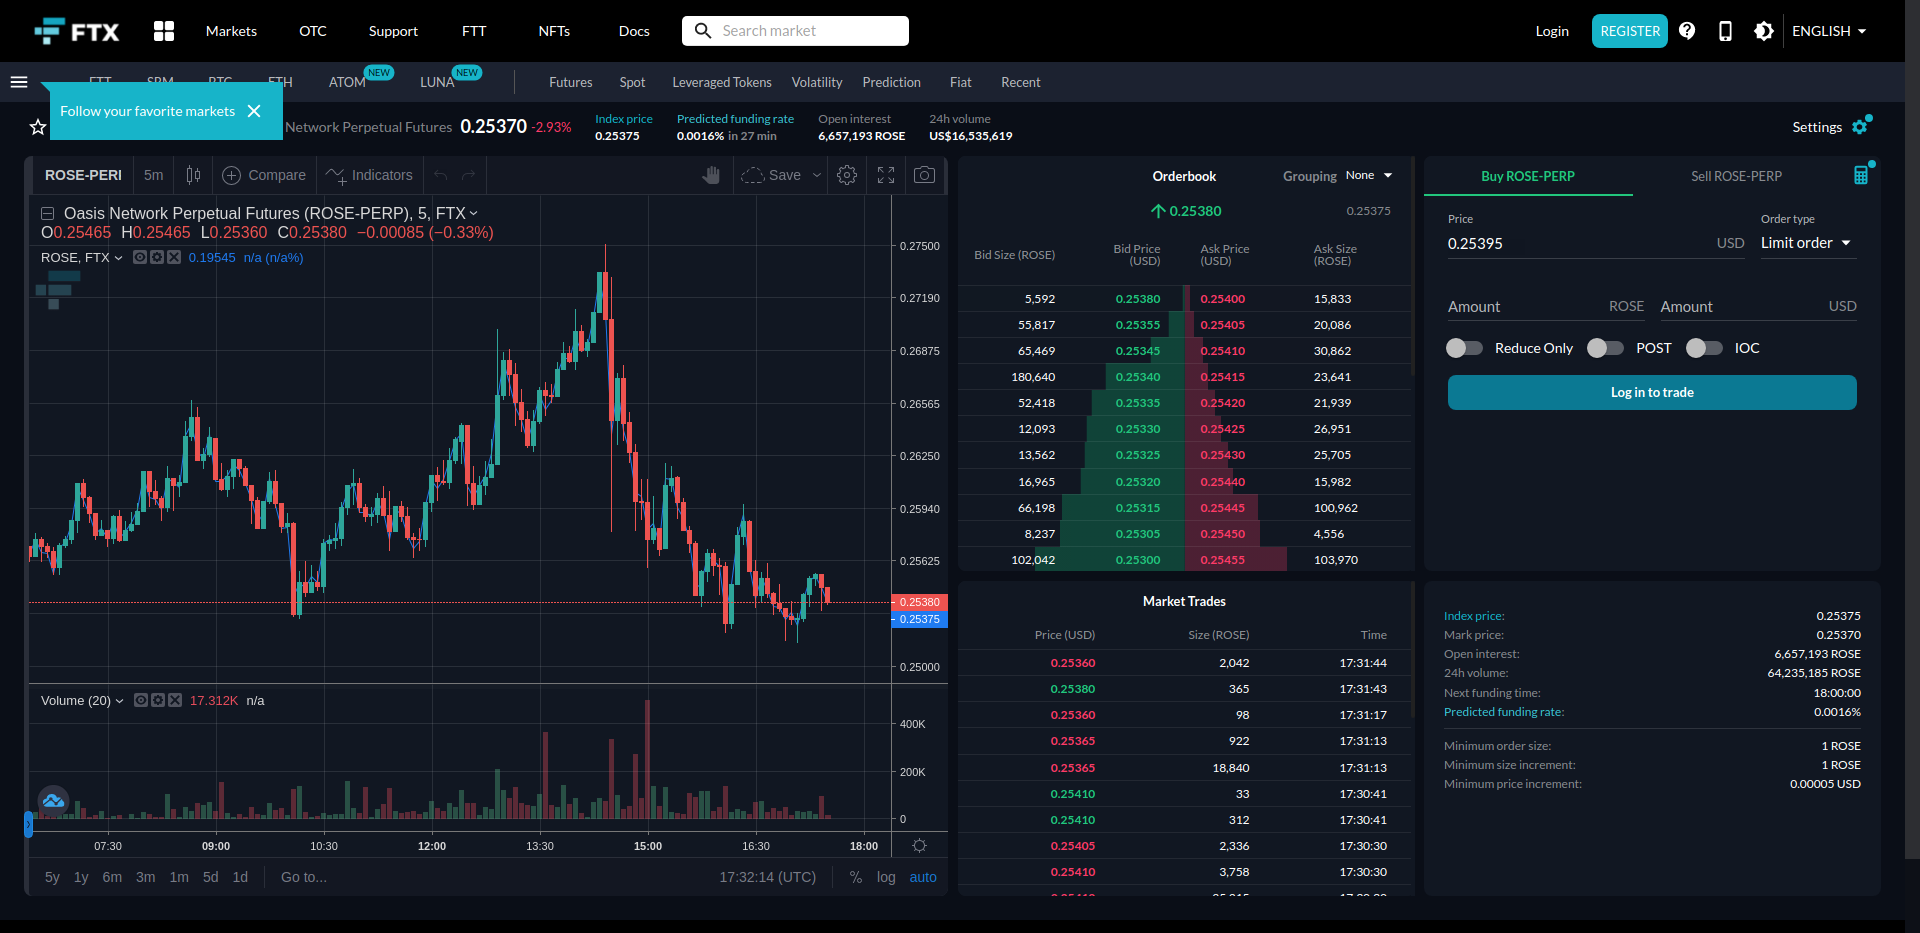 FTX
Markets
OTC
Support
FTT
NFTs
Docs
Search market
Login
REGISTER
ENGLISH
ATOM
NEW
LUNA
NEW
Futures
Spot
Leveraged Tokens
Volatility
Prediction
Fiat
Recent
Follow your favorite markets
Network Perpetual Futures
0.25370
-2.93%
Index price
0.25375
Predicted funding rate
0.0016% in 27 min
Open interest
6,657,193 ROSE
24h volume
US$16,535,619
Settings
ROSE-PERI
5m
Compare
Indicators
Save
Oasis Network Perpetual Futures (ROSE-PERP), 5, FTX
O0.25465 H0.25465 L0.25360 C0.25380 −0.00085 (−0.33%)
ROSE, FTX
0.19545 n/a (n/a%)
0.27500
0.27190
0.26875
0.26565
0.26250
0.25940
0.25625
0.25380
0.25375
0.25000
Volume (20)
17.312K n/a
400K
200K
0
07:30 09:00 10:30 12:00 13:30 15:00 16:30 18:00
5y 1y 6m 3m 1m 5d 1d
Go to...
17:32:14 (UTC)
% log auto
Orderbook
Grouping None
0.25380
0.25375
Bid Size (ROSE) Bid Price (USD) Ask Price (USD) Ask Size (ROSE)
5,592 0.25380 0.25400 15,833
55,817 0.25355 0.25405 20,086
65,469 0.25345 0.25410 30,862
180,640 0.25340 0.25415 23,641
52,418 0.25335 0.25420 21,939
12,093 0.25330 0.25425 26,951
13,562 0.25325 0.25430 25,705
16,965 0.25320 0.25440 15,982
66,198 0.25315 0.25445 100,962
8,237 0.25305 0.25450 4,556
102,042 0.25300 0.25455 103,970
Market Trades
Price (USD) Size (ROSE) Time
0.25360 2,042 17:31:44
0.25380 365 17:31:43
0.25360 98 17:31:17
0.25365 922 17:31:13
0.25365 18,840 17:31:13
0.25410 33 17:30:41
0.25410 312 17:30:41
0.25405 2,336 17:30:30
0.25410 3,758 17:30:30
Buy ROSE-PERP
Sell ROSE-PERP
Price
Order type
0.25395 USD
Limit order
Amount ROSE
Amount USD
Reduce Only
POST
IOC
Log in to trade
Index price: 0.25375
Mark price: 0.25370
Open interest: 6,657,193 ROSE
24h volume: 64,235,185 ROSE
Next funding time: 18:00:00
Predicted funding rate: 0.0016%
Minimum order size: 1 ROSE
Minimum size increment: 1 ROSE
Minimum price increment: 0.00005 USD